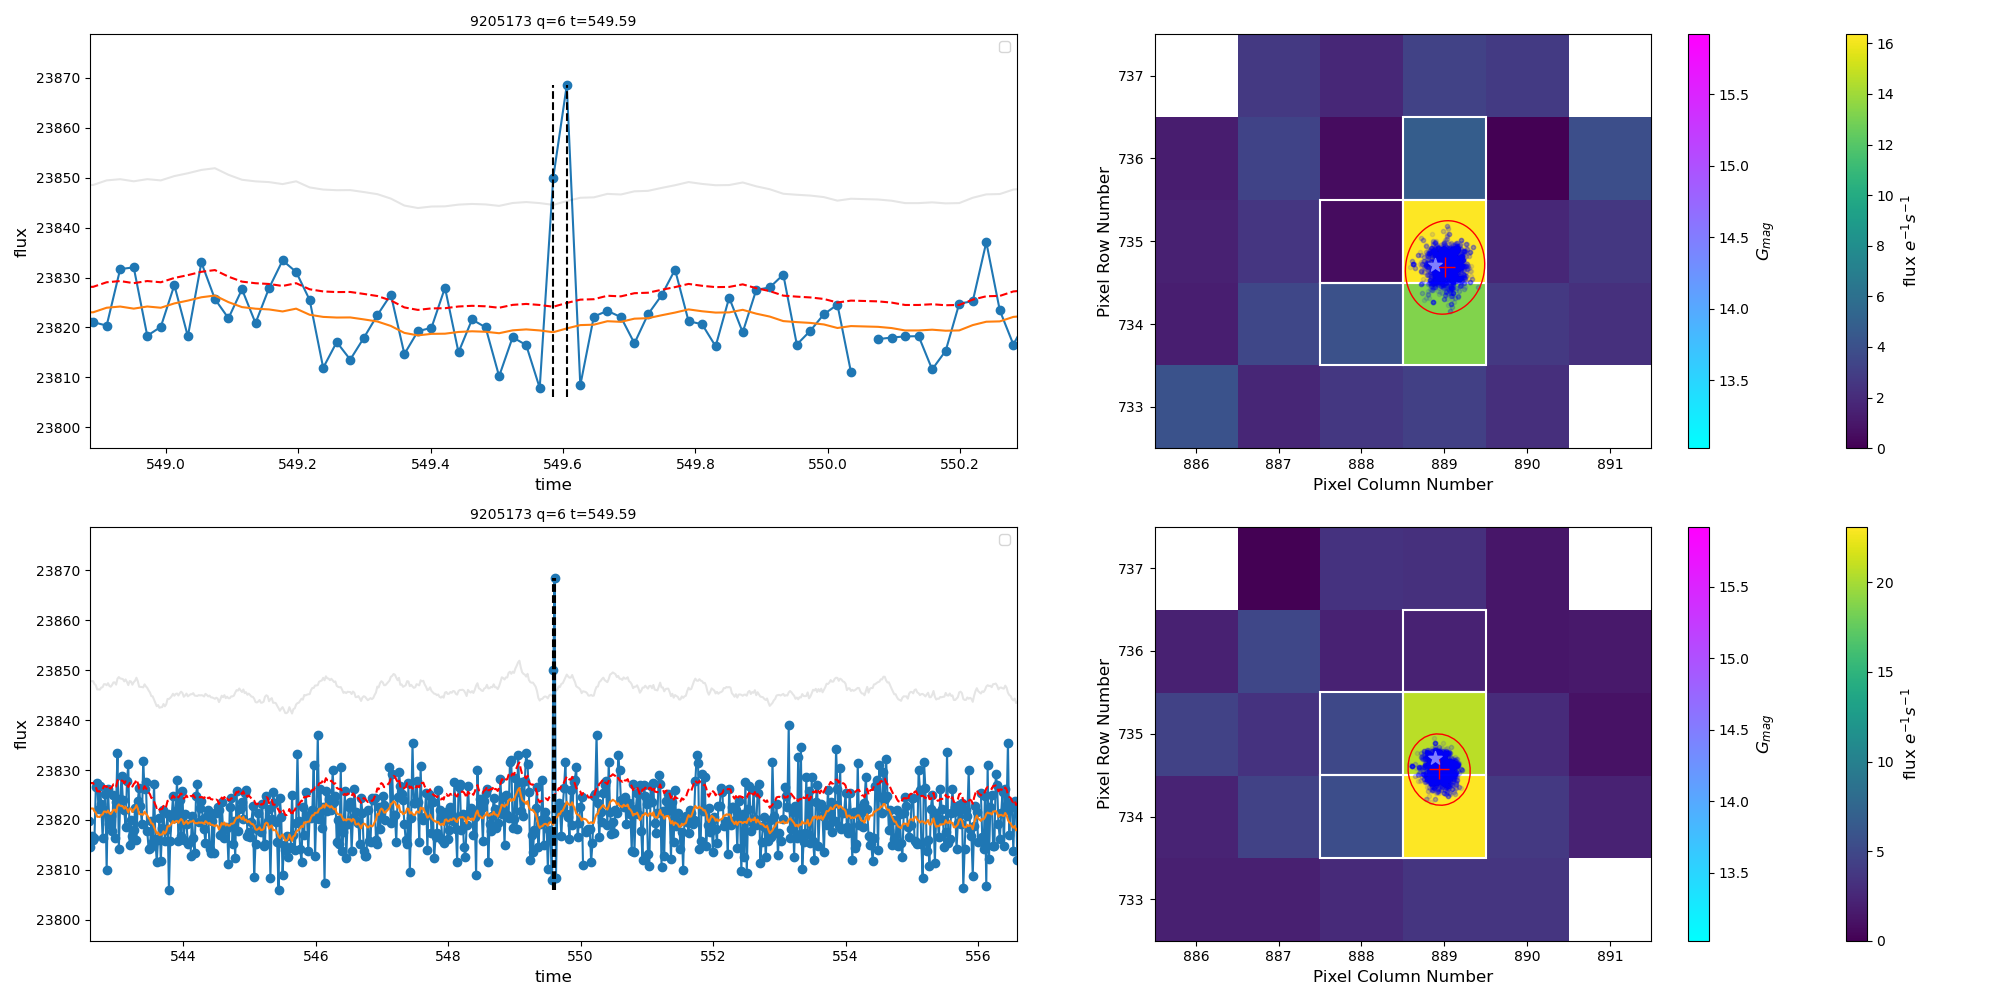 9205173 q=6 t=549.59
flux
23870
23860
23850
23840
23830
23820
23810
23800
549.0 549.2 549.4 549.6 549.8 550.0 550.2
time
Pixel Row Number
737
736
735
734
733
886 887 888 889 890 891
Pixel Column Number
15.5
15.0
14.5
14.0
13.5
Gmag
16
14
12
10
8
6
4
2
0
flux e−1s−1
9205173 q=6 t=549.59
flux
23870
23860
23850
23840
23830
23820
23810
23800
544 546 548 550 552 554 556
time
Pixel Row Number
737
736
735
734
733
886 887 888 889 890 891
Pixel Column Number
15.5
15.0
14.5
14.0
13.5
Gmag
20
15
10
5
0
flux e−1s−1